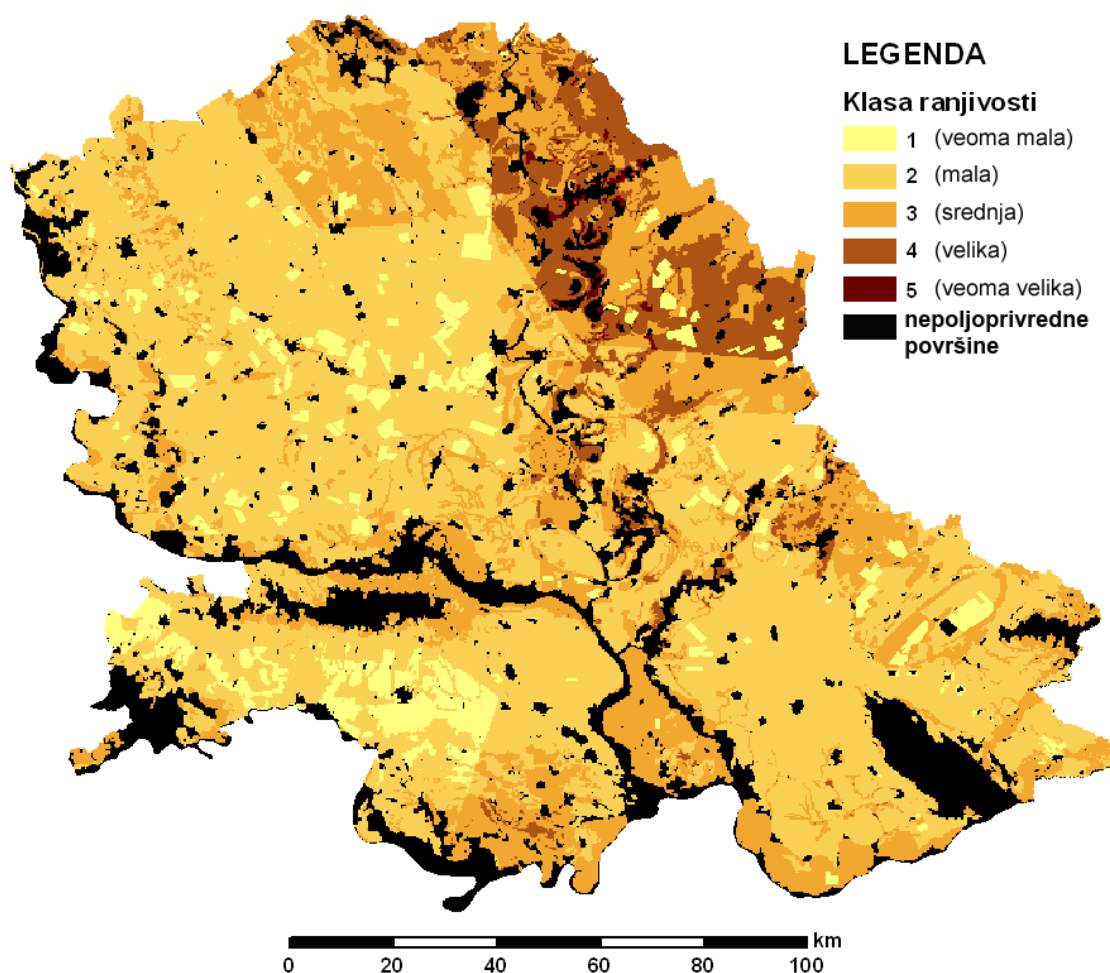 LEGENDA
Klasa ranjivosti
1 (veoma mala)
2 (mala)
3 (srednja)
4 (velika)
5 (veoma velika)
nepoljoprivredne
površine
km
0 20 40 60 80 100